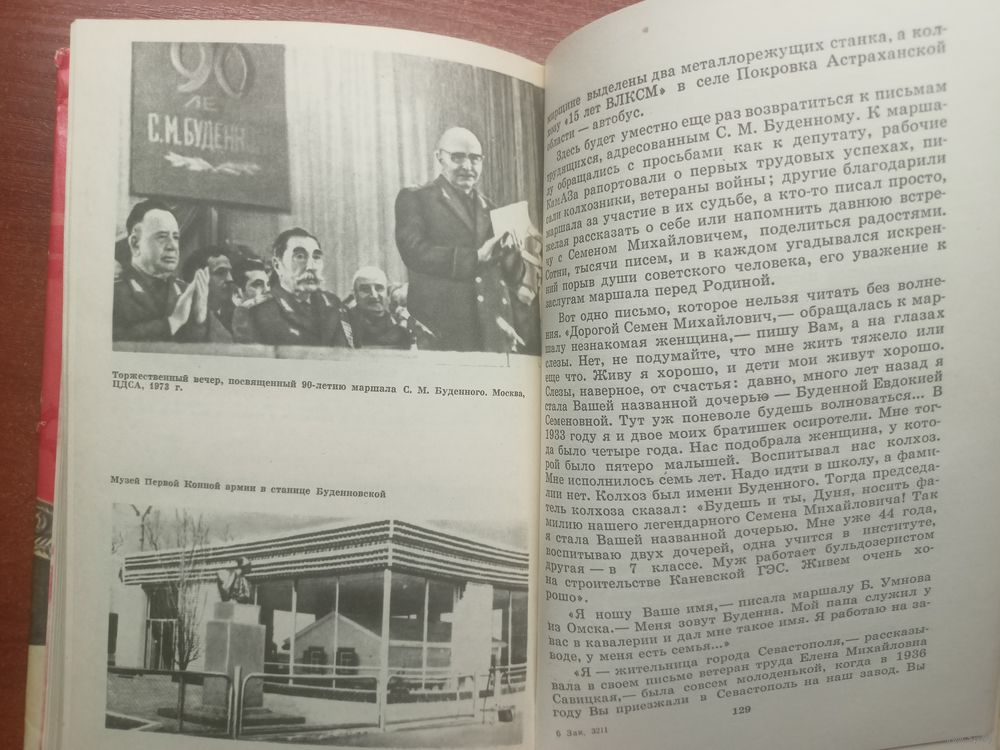 90
ЛЕ
С.М.БУДЕНН
Торжественный вечер, посвященный 90-летию маршала С. М. Буденного. Москва,
ЦДСА, 1973 г.
Музей Первой Конной армии в станице Буденновской
марщине выделены два металлорежущих станка, а кол-
хозу «15 лет ВЛКСМ» в селе Покровка Астраханской
области — автобус.
Здесь будет уместно еще раз возвратиться к письмам
трудящихся, адресованным С. М. Буденному. К марша-
лу обращались с просьбами как к депутату, рабочие
КамАЗа рапортовали о первых трудовых успехах, пи-
сали колхозники, ветераны войны; другие благодарили
маршала за участие в их судьбе, а кто-то писал просто,
желая рассказать о себе или напомнить давнюю встре-
чу с Семеном Михайловичем, поделиться радостями.
Сотни, тысячи писем, и в каждом угадывался искрен-
ний порыв души советского человека, его уважение к
заслугам маршала перед Родиной.
Вот одно письмо, которое нельзя читать без волне-
ния. «Дорогой Семен Михайлович,— обращалась к мар-
шалу незнакомая женщина,— пишу Вам, а на глазах
слезы. Нет, не подумайте, что мне жить тяжело или
еще что. Живу я хорошо, и дети мои живут хорошо.
Слезы, наверное, от счастья: давно, много лет назад я
стала Вашей названной дочерью — Буденной Евдокией
Семеновной. Тут уж поневоле будешь волноваться... В
1933 году я и двое моих братишек осиротели. Мне тог-
да было четыре года. Нас подобрала женщина, у кото-
рой было пятеро малышей. Воспитывал нас колхоз.
Мне исполнилось семь лет. Надо идти в школу, а фами-
лии нет. Колхоз был имени Буденного. Тогда председа-
тель колхоза сказал: «Будешь и ты, Дуня, носить фа-
милию нашего легендарного Семена Михайловича! Так
я стала Вашей названной дочерью. Мне уже 44 года,
воспитываю двух дочерей, одна учится в институте,
другая — в 7 классе. Муж работает бульдозеристом
на строительстве Каневской ГЭС. Живем очень хо-
рошо».
«Я ношу Ваше имя,— писала маршалу Б. Умнова
из Омска.— Меня зовут Буденна. Мой папа служил у
вас в кавалерии и дал мне такое имя. Я работаю на за-
воде, у меня есть семья...»
«Я — жительница города Севастополя,— рассказы-
вала в своем письме ветеран труда Елена Михайловна
Савицкая,— была совсем молоденькой, когда в 1936
году Вы приезжали в Севастополь на наш завод. Вы
129
6 Зак. 3211